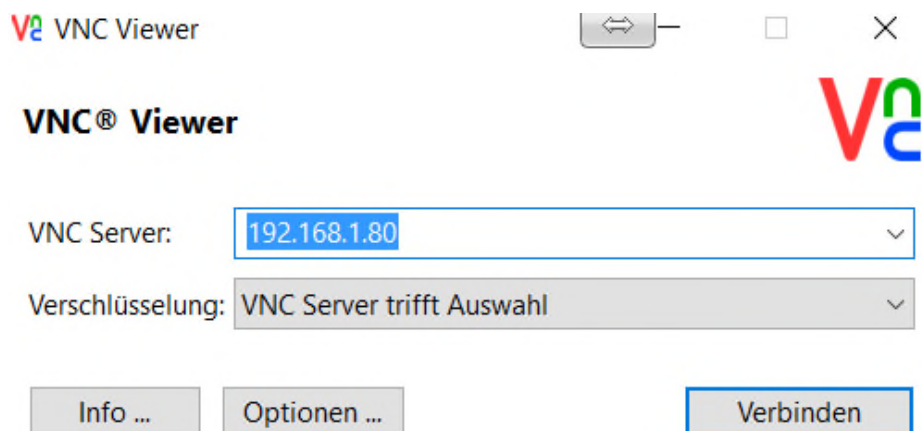 VNC Viewer
VNC® Viewer
VNC Server: 192.168.1.80
Verschlüsselung: VNC Server trifft Auswahl
Info ... Optionen ... Verbinden